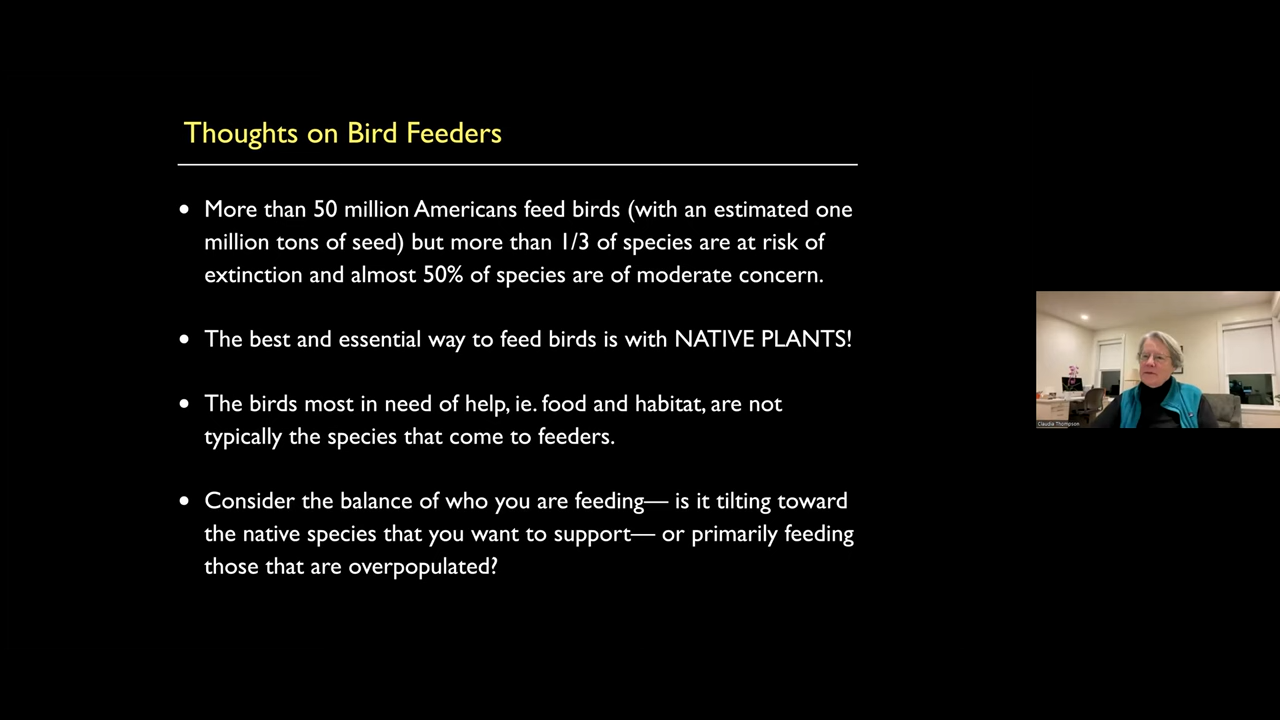 Thoughts on Bird Feeders
• More than 50 million Americans feed birds (with an estimated one
million tons of seed) but more than 1/3 of species are at risk of
extinction and almost 50% of species are of moderate concern.
• The best and essential way to feed birds is with NATIVE PLANTS!
• The birds most in need of help, ie. food and habitat, are not
typically the species that come to feeders.
• Consider the balance of who you are feeding— is it tilting toward
the native species that you want to support— or primarily feeding
those that are overpopulated?
Claudia Thompson